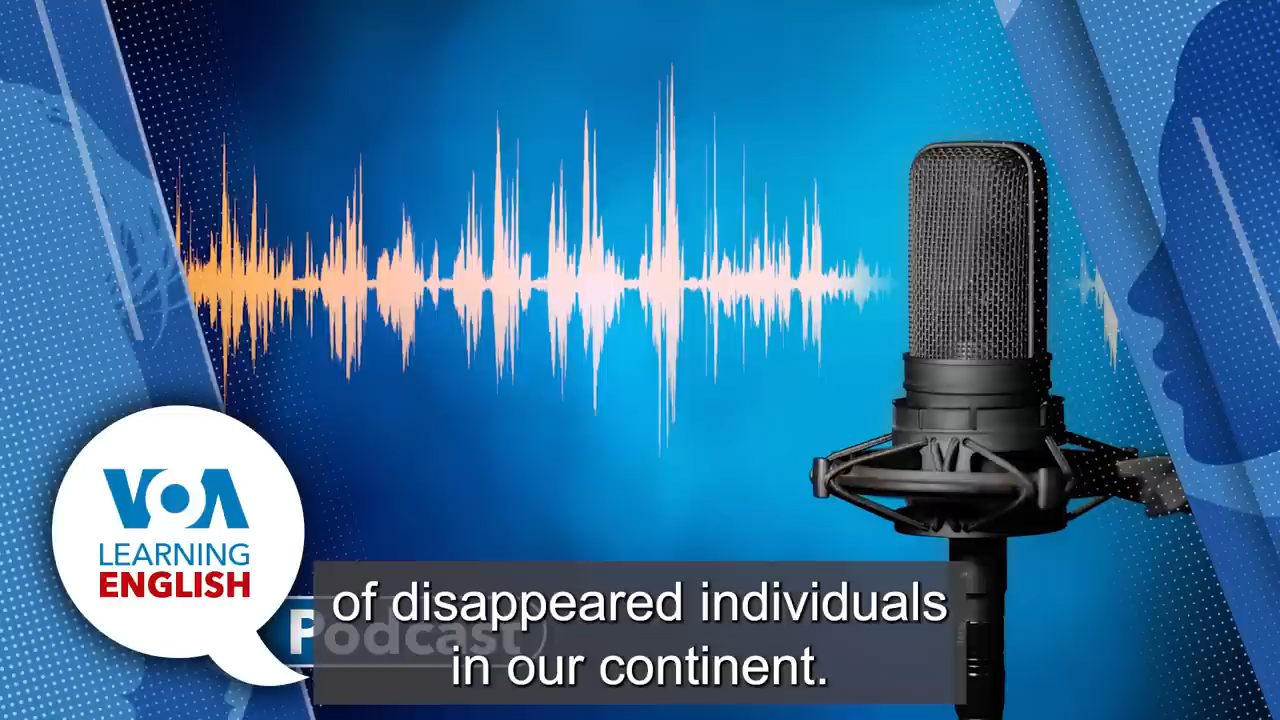 VOA
LEARNING
ENGLISH
Podcast
of disappeared individuals
in our continent.